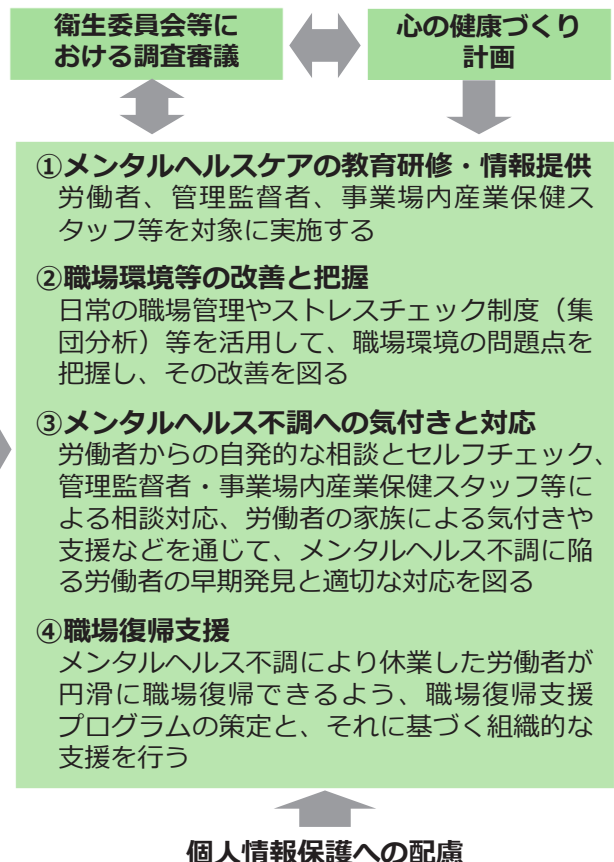 衛生委員会等に
おける調査審議
心の健康づくり
計画
①メンタルヘルスケアの教育研修・情報提供
労働者、管理監督者、事業場内産業保健ス
タッフ等を対象に実施する
②職場環境等の改善と把握
日常の職場管理やストレスチェック制度（集
団分析）等を活用して、職場環境の問題点を
把握し、その改善を図る
③メンタルヘルス不調への気付きと対応
労働者からの自発的な相談とセルフチェック、
管理監督者・事業場内産業保健スタッフ等に
よる相談対応、労働者の家族による気付きや
支援などを通じて、メンタルヘルス不調に陥
る労働者の早期発見と適切な対応を図る
④職場復帰支援
メンタルヘルス不調により休業した労働者が
円滑に職場復帰できるよう、職場復帰支援
プログラムの策定と、それに基づく組織的な
支援を行う
個人情報保護への配慮